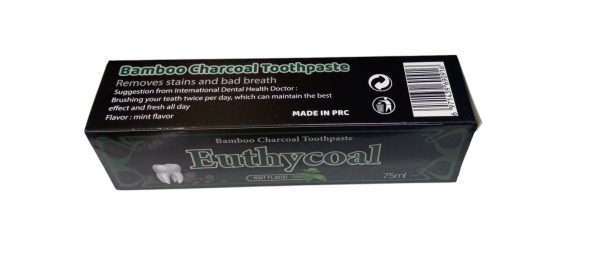 Bamboo Charcoal Toothpaste
Removes stains and bad breath
Suggestion from International Dental Health Doctor :
Brushing your teath twice per day, which can maintain the best
effect and fresh all day
Flavor : mint flavor
MADE IN PRC
Bamboo Charcoal Toothpaste
Euthycoal
MINT FLAVOR
75ml